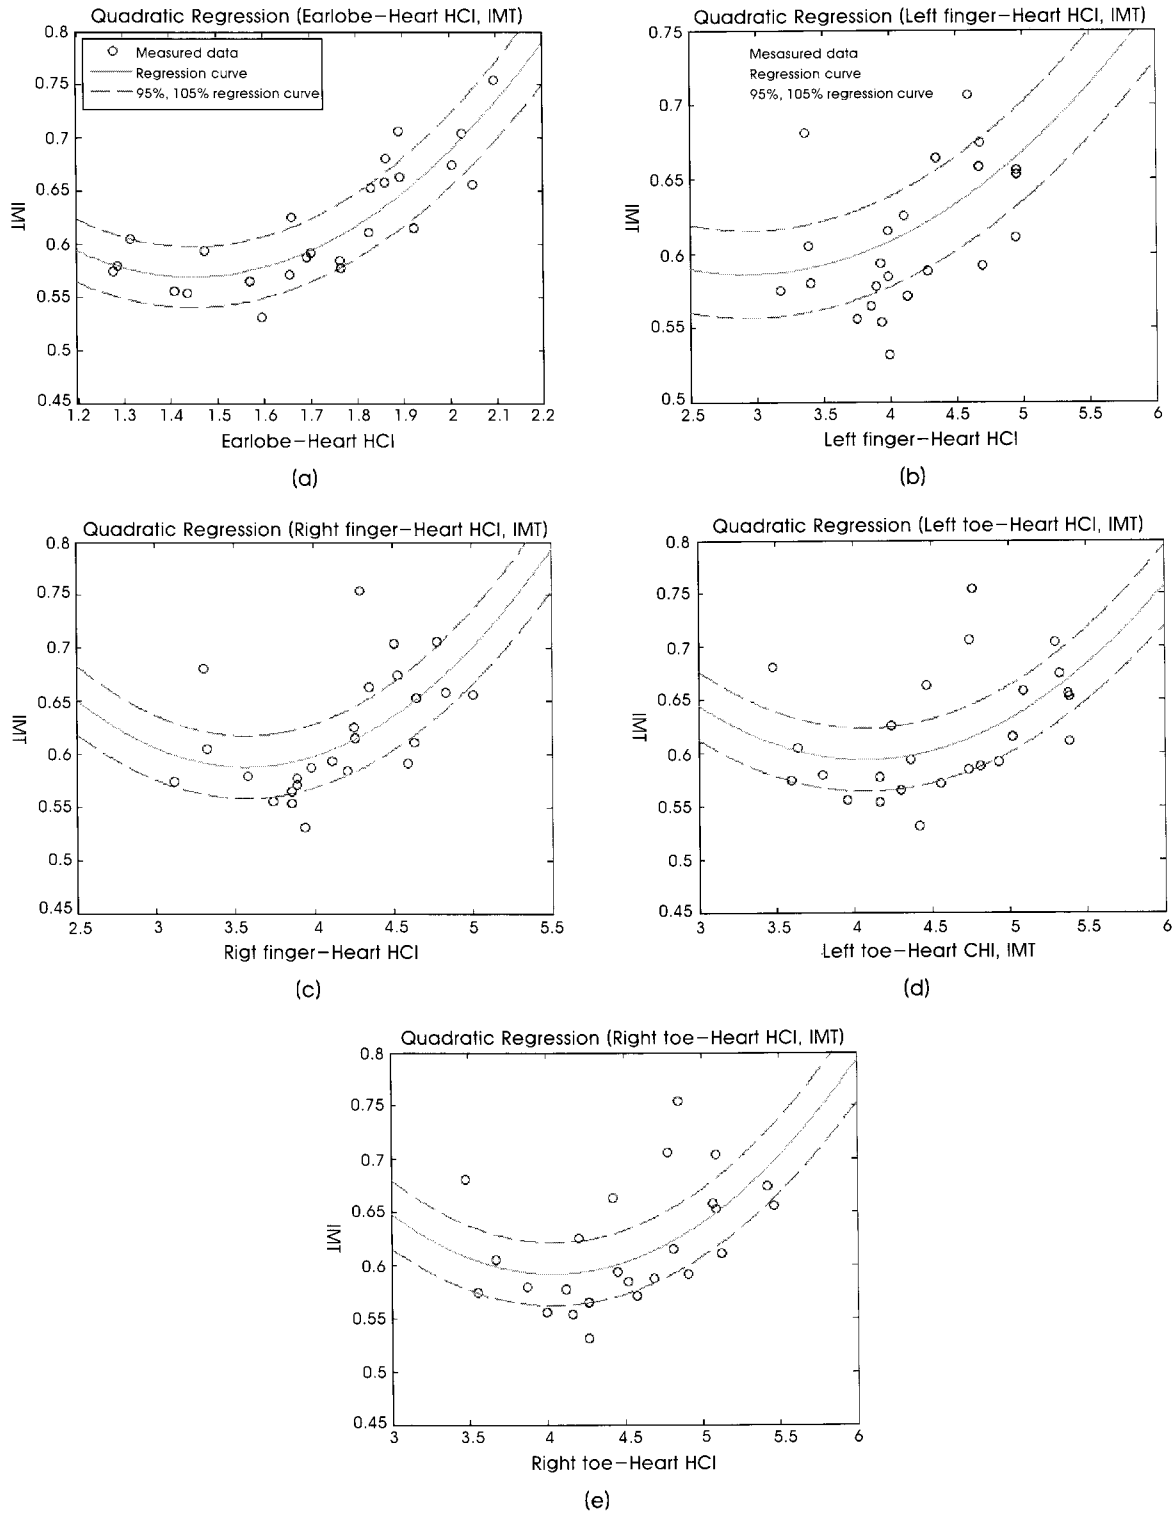 Quadratic Regression (Earlobe–Heart HCI, IMT)
0.8
0.75
0.7
0.65
0.6
0.55
0.5
0.45
IMT
Measured data
Regression curve
95%, 105% regression curve
1.2 1.3 1.4 1.5 1.6 1.7 1.8 1.9 2 2.1 2.2
Earlobe–Heart HCI
(a)
Quadratic Regression (Left finger–Heart HCI, IMT)
0.75
0.7
0.65
0.6
0.55
0.5
IMT
Measured data
Regression curve
95%, 105% regression curve
2.5 3 3.5 4 4.5 5 5.5 6
Left finger–Heart HCI
(b)
Quadratic Regression (Right finger–Heart HCI, IMT)
0.8
0.75
0.7
0.65
0.6
0.55
0.5
0.45
IMT
2.5 3 3.5 4 4.5 5 5.5
Rigt finger–Heart HCI
(c)
Quadratic Regression (Left toe–Heart HCI, IMT)
0.8
0.75
0.7
0.65
0.6
0.55
0.5
0.45
IMT
3 3.5 4 4.5 5 5.5 6
Left toe–Heart CHI, IMT
(d)
Quadratic Regression (Right toe–Heart HCI, IMT)
0.8
0.75
0.7
0.65
0.6
0.55
0.5
0.45
IMT
3 3.5 4 4.5 5 5.5 6
Right toe–Heart HCI
(e)